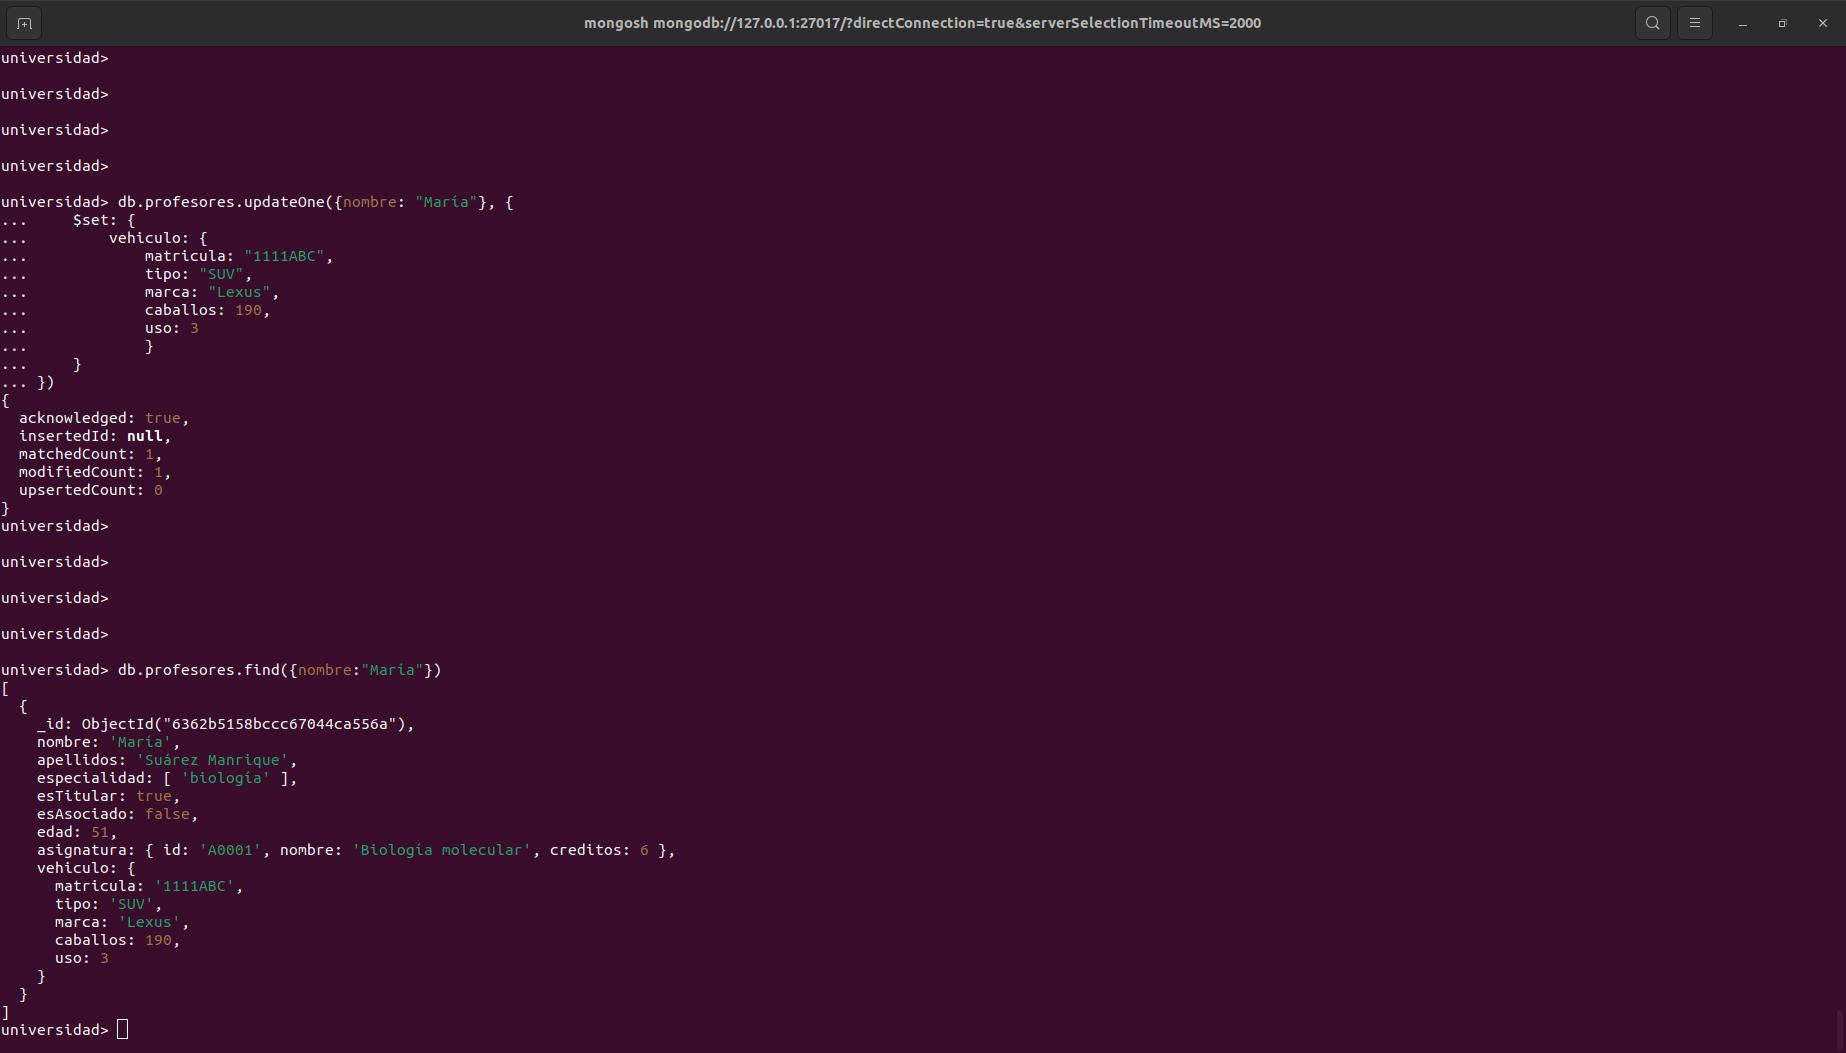 mongosh mongodb://127.0.0.1:27017/?directConnection=true&serverSelectionTimeoutMS=2000
universidad>
universidad>
universidad>
universidad>
universidad> db.profesores.updateOne({nombre: "María"}, {
...     $set: {
...         vehiculo: {
...             matricula: "1111ABC",
...             tipo: "SUV",
...             marca: "Lexus",
...             caballos: 190,
...             uso: 3
...             }
...     }
... })
{
  acknowledged: true,
  insertedId: null,
  matchedCount: 1,
  modifiedCount: 1,
  upsertedCount: 0
}
universidad>
universidad>
universidad>
universidad>
universidad> db.profesores.find({nombre:"María"})
[
  {
    _id: ObjectId("6362b5158bccc67044ca556a"),
    nombre: 'María',
    apellidos: 'Suárez Manrique',
    especialidad: [ 'biología' ],
    esTitular: true,
    esAsociado: false,
    edad: 51,
    asignatura: { id: 'A0001', nombre: 'Biología molecular', creditos: 6 },
    vehiculo: {
      matricula: '1111ABC',
      tipo: 'SUV',
      marca: 'Lexus',
      caballos: 190,
      uso: 3
    }
  }
]
universidad>